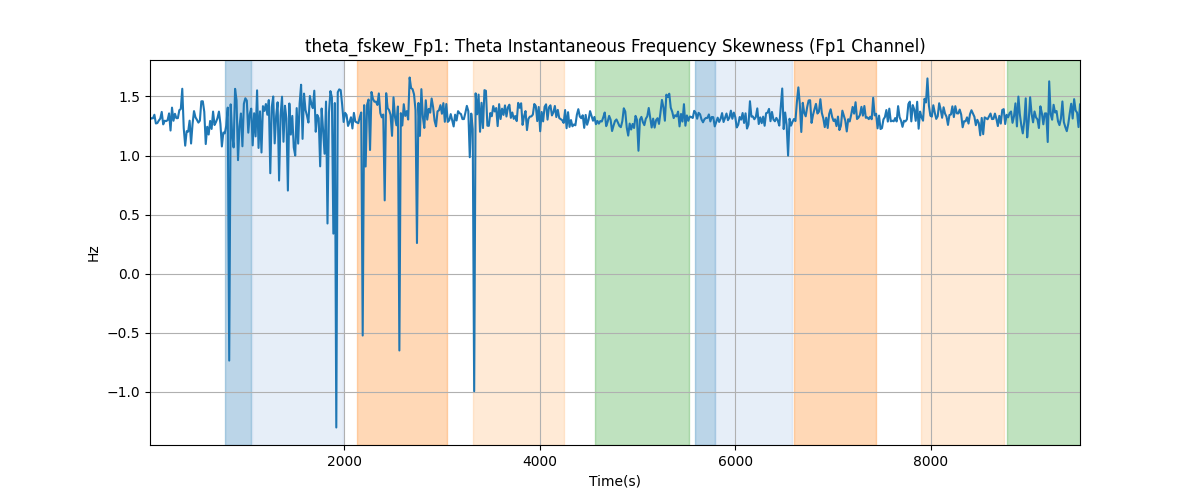 theta_fskew_Fp1: Theta Instantaneous Frequency Skewness (Fp1 Channel)
1.5
1.0
0.5
0.0
−0.5
−1.0
Hz
2000 4000 6000 8000
Time(s)